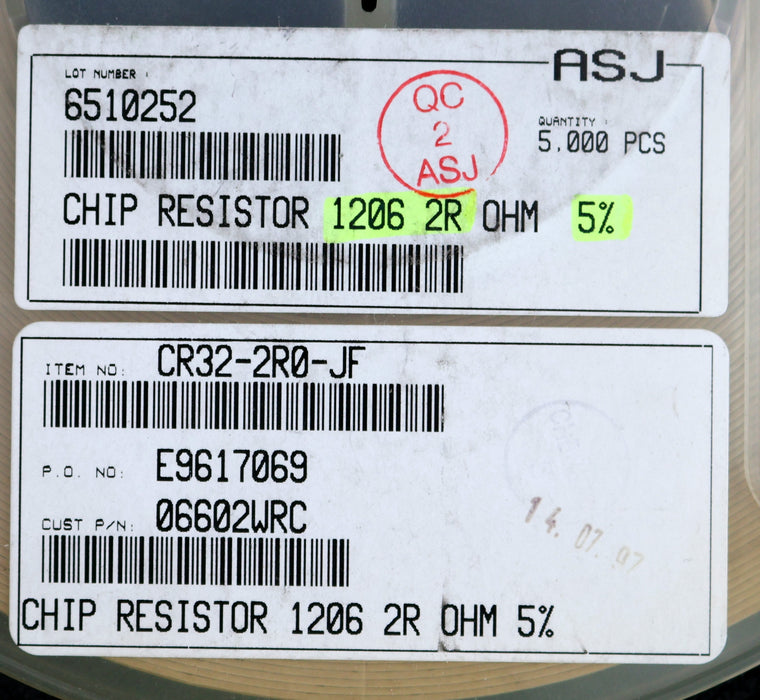 ASJ
LOT NUMBER :
6510252
QC
2
ASJ
QUANTITY :
5,000 PCS
CHIP RESISTOR 1206 2R OHM 5%
ITEM NO: CR32-2R0-JF
P.O. NO: E9617069
CUST P/N: 06602WRC
14. 07. 97
CHIP RESISTOR 1206 2R OHM 5%